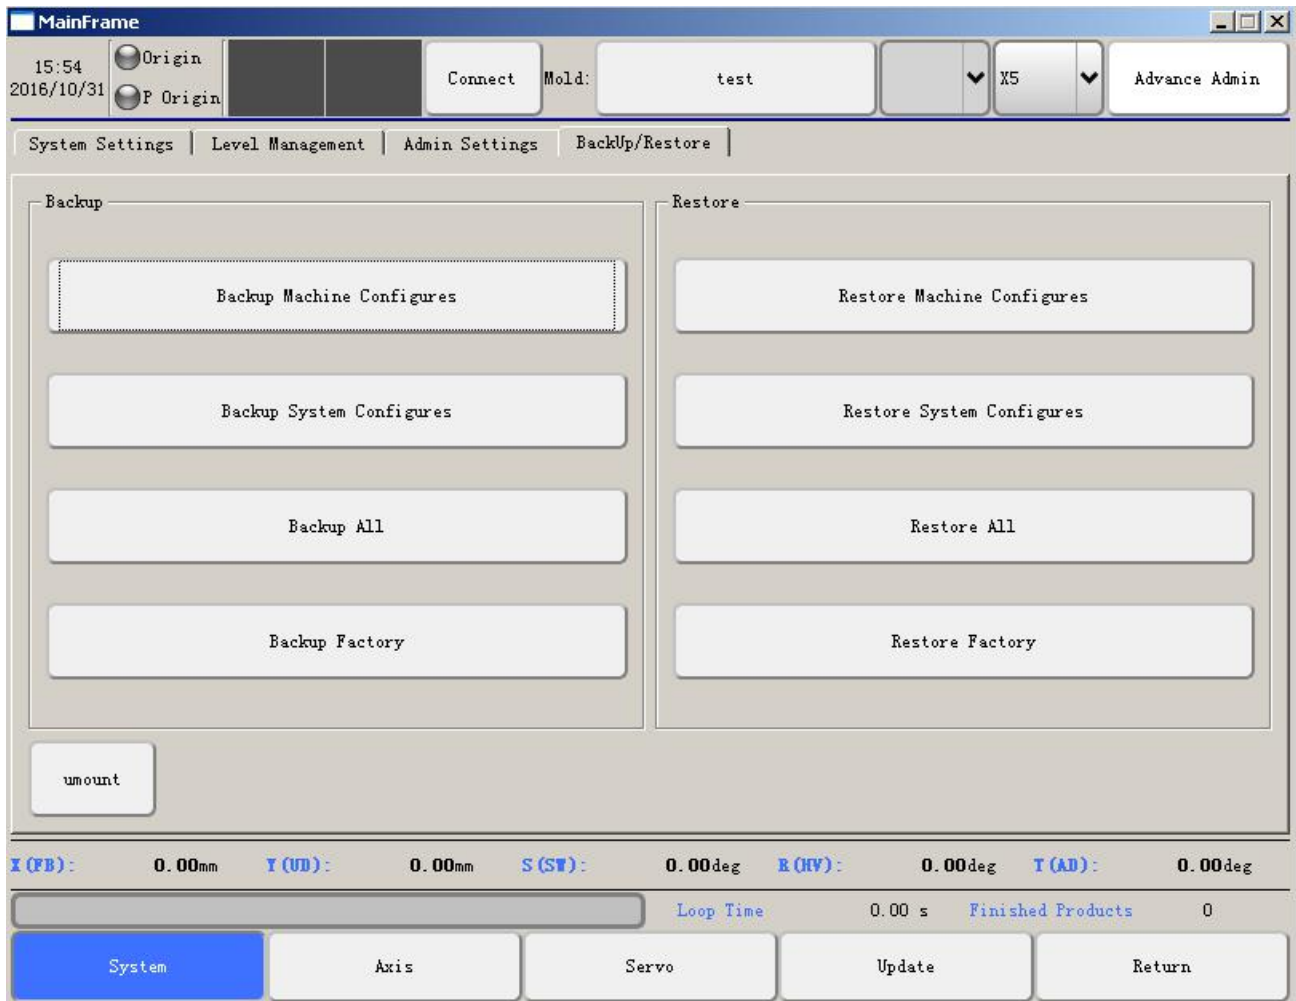 MainFrame
15:54
2016/10/31
Origin
P Origin
Connect
Mold:
test
X5
Advance Admin
System Settings
Level Management
Admin Settings
BackUp/Restore
Backup
Restore
Backup Machine Configures
Restore Machine Configures
Backup System Configures
Restore System Configures
Backup All
Restore All
Backup Factory
Restore Factory
umount
X(FB): 0.00mm Y(UD): 0.00mm S(SW): 0.00deg R(HV): 0.00deg T(AD): 0.00deg
Loop Time 0.00 s Finished Products 0
System Axis Servo Update Return